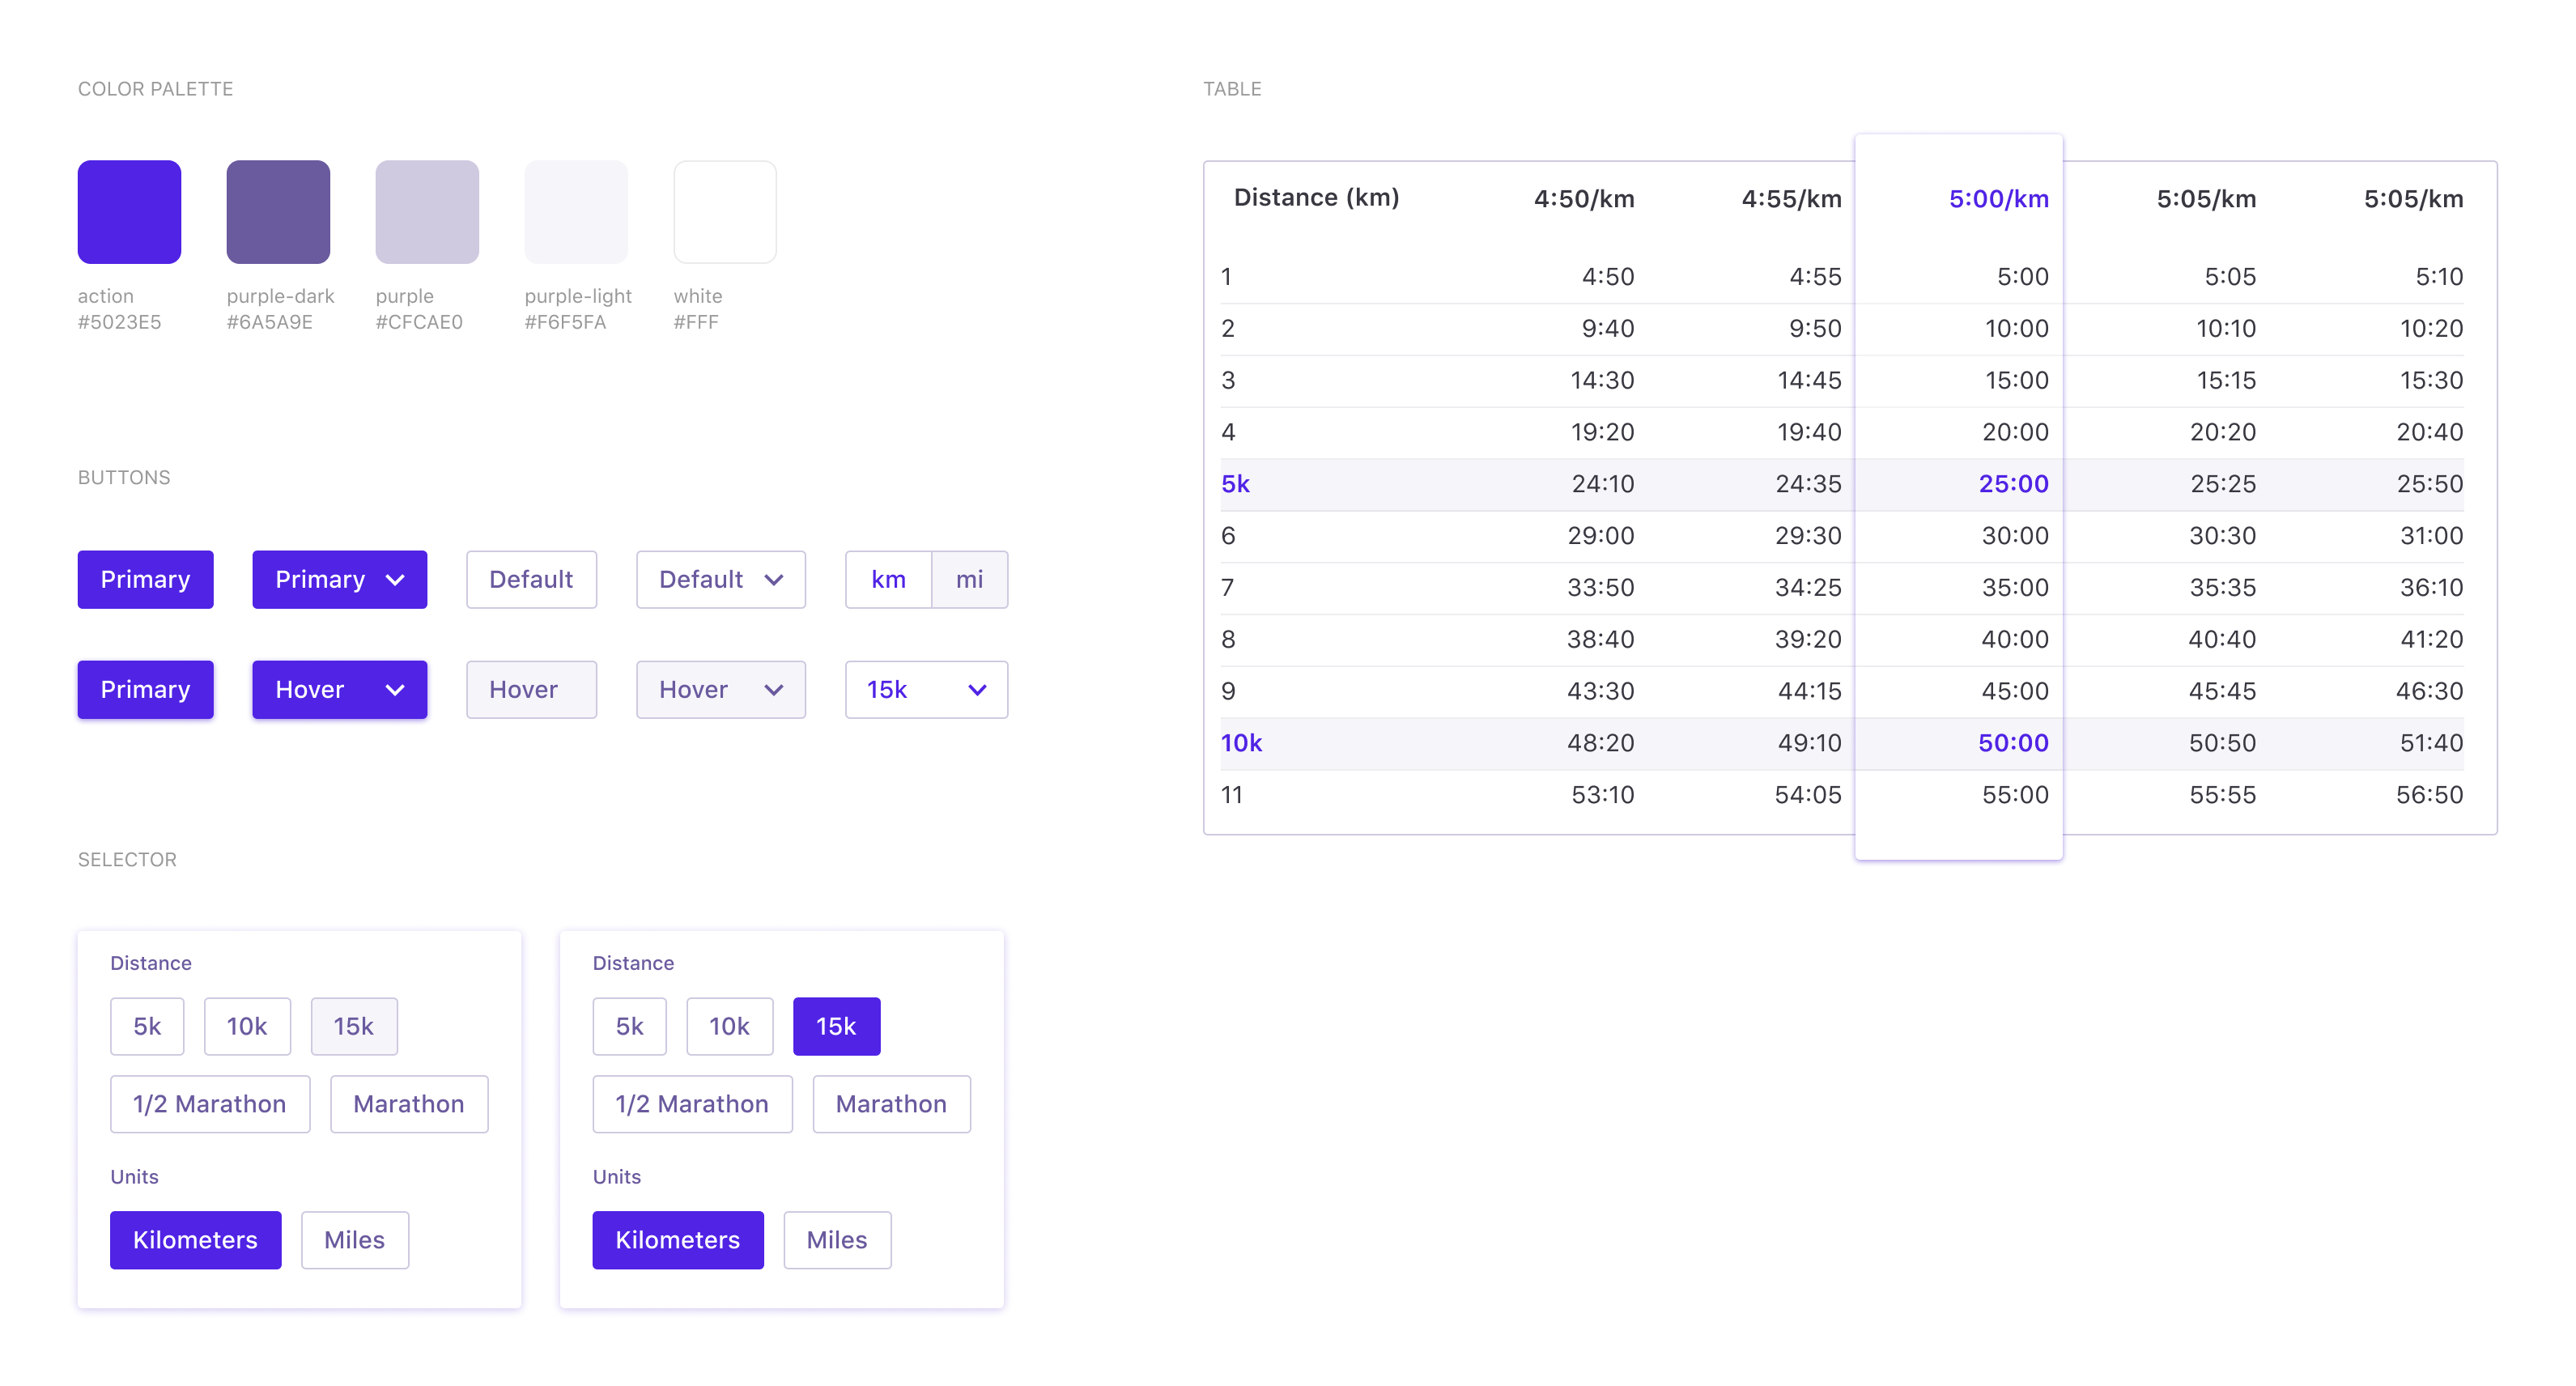 COLOR PALETTE
action
#5023E5
purple-dark
#6A5A9E
purple
#CFCAE0
purple-light
#F6F5FA
white
#FFF
BUTTONS
Primary
Primary
Default
Default
km mi
Primary
Hover
Hover
Hover
15k
SELECTOR
Distance
5k 10k 15k
1/2 Marathon Marathon
Units
Kilometers Miles
Distance
5k 10k 15k
1/2 Marathon Marathon
Units
Kilometers Miles
TABLE
Distance (km) 4:50/km 4:55/km 5:00/km 5:05/km 5:05/km
1 4:50 4:55 5:00 5:05 5:10
2 9:40 9:50 10:00 10:10 10:20
3 14:30 14:45 15:00 15:15 15:30
4 19:20 19:40 20:00 20:20 20:40
5k 24:10 24:35 25:00 25:25 25:50
6 29:00 29:30 30:00 30:30 31:00
7 33:50 34:25 35:00 35:35 36:10
8 38:40 39:20 40:00 40:40 41:20
9 43:30 44:15 45:00 45:45 46:30
10k 48:20 49:10 50:00 50:50 51:40
11 53:10 54:05 55:00 55:55 56:50